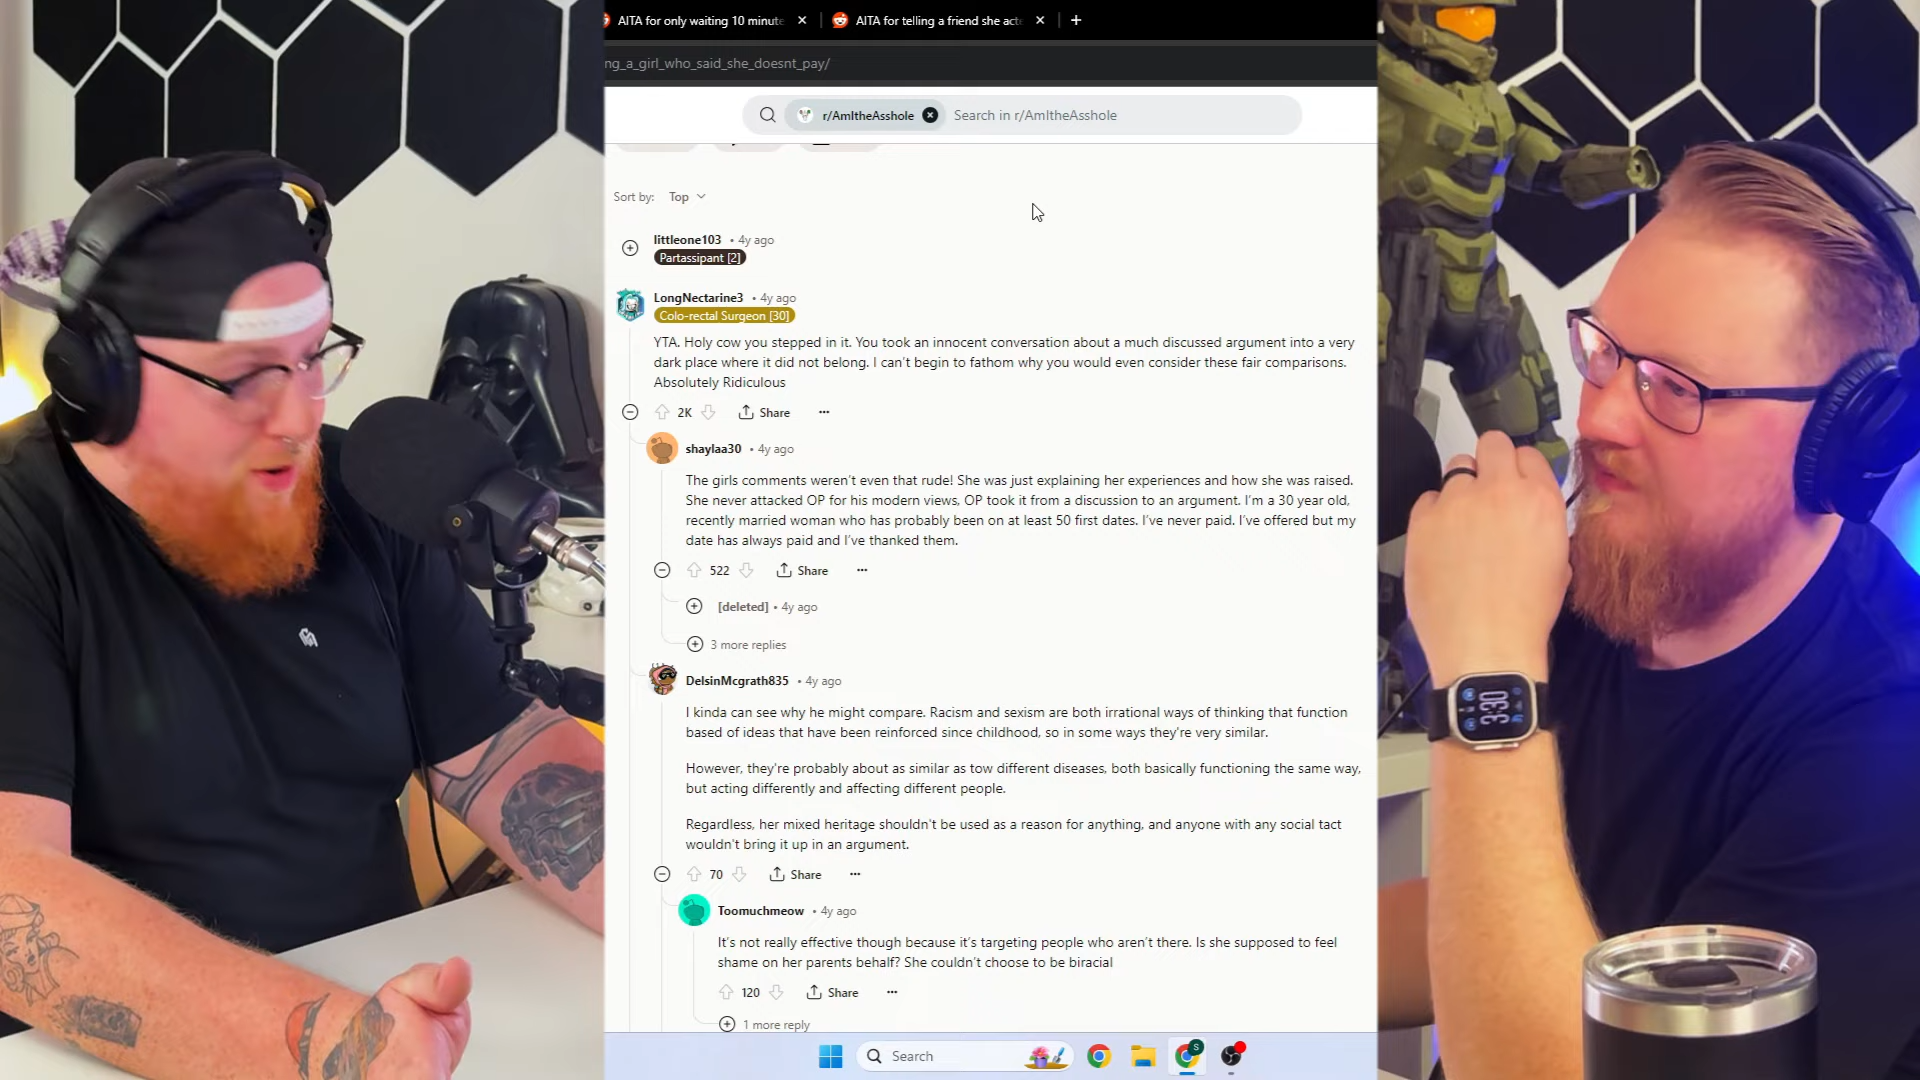 AITA for only waiting 10 minute
AITA for telling a friend she act
ng_a_girl_who_said_she_doesnt_pay/
r/AmItheAsshole
Search in r/AmItheAsshole
Sort by: Top
littleone103 • 4y ago
Partassipant [2]
LongNectarine3 • 4y ago
Colo-rectal Surgeon [30]
YTA. Holy cow you stepped in it. You took an innocent conversation about a much discussed argument into a very
dark place where it did not belong. I can't begin to fathom why you would even consider these fair comparisons.
Absolutely Ridiculous
2K Share
shaylaa30 • 4y ago
The girls comments weren't even that rude! She was just explaining her experiences and how she was raised.
She never attacked OP for his modern views, OP took it from a discussion to an argument. I'm a 30 year old,
recently married woman who has probably been on at least 50 first dates. I've never paid. I've offered but my
date has always paid and I've thanked them.
522 Share
[deleted] • 4y ago
3 more replies
DelsinMcgrath835 • 4y ago
I kinda can see why he might compare. Racism and sexism are both irrational ways of thinking that function
based of ideas that have been reinforced since childhood, so in some ways they're very similar.
However, they're probably about as similar as tow different diseases, both basically functioning the same way,
but acting differently and affecting different people.
Regardless, her mixed heritage shouldn't be used as a reason for anything, and anyone with any social tact
wouldn't bring it up in an argument.
70 Share
Toomuchmeow • 4y ago
It's not really effective though because it's targeting people who aren't there. Is she supposed to feel
shame on her parents behalf? She couldn't choose to be biracial
120 Share
1 more reply
Search
S
3:30